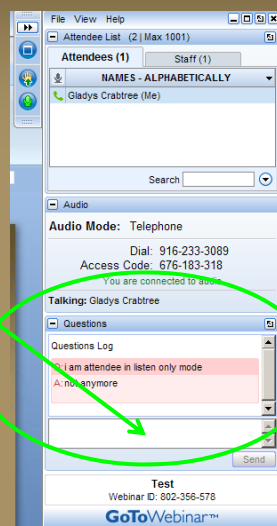 File View Help
Attendee List (2 | Max 1001)
Attendees (1) Staff (1)
NAMES - ALPHABETICALLY
Gladys Crabtree (Me)
Search
Audio
Audio Mode: Telephone
Dial: 916-233-3089
Access Code: 676-183-318
You are connected to audio
Talking: Gladys Crabtree
Questions
Questions Log
Q: i am attendee in listen only mode
A: not anymore
Send
Test
Webinar ID: 802-356-578
GoToWebinar™